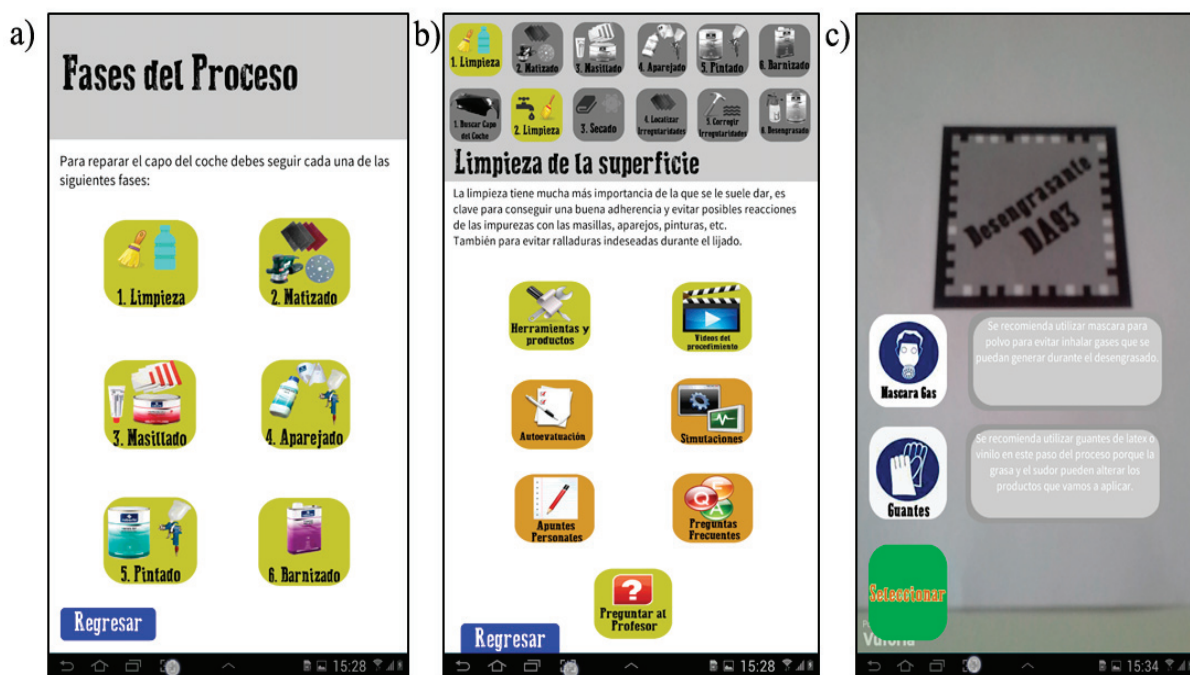 a)
Fases del Proceso
Para reparar el capo del coche debes seguir cada una de las
siguientes fases:
1. Limpieza
2. Matizado
3. Masillado
4. Aparejado
5. Pintado
6. Barnizado
Regresar
15:28
b)
1. Limpieza
2. Matizado
3. Masillado
4. Aparejado
5. Pintado
6. Barnizado
1. Buscar Capo
del Coche
2. Limpieza
3. Secado
4. Localizar
Irregularidades
5. Corregir
Irregularidades
6. Desengrasado
Limpieza de la superficie
La limpieza tiene mucha más importancia de la que se le suele dar, es
clave para conseguir una buena adherencia y evitar posibles reacciones
de las impurezas con las masillas, aparejos, pinturas, etc.
También para evitar ralladuras indeseadas durante el lijado.
Herramientas y
productos
Videos del
procedimiento
Autoevaluación
Simulaciones
Apuntes
Personales
Q
A
Preguntas
Frecuentes
?
Preguntar al
Profesor
Regresar
15:28
c)
Desengrasante
DA93
Mascara Gas
Se recomienda utilizar mascara para
polvo para evitar inhalar gases que se
puedan generar durante el desengrasado.
Guantes
Se recomienda utilizar guantes de latex o
vinilo en este paso del proceso porque la
grasa y el sudor pueden alterar los
productos que vamos a aplicar.
Seleccionar
Vuforia
15:34